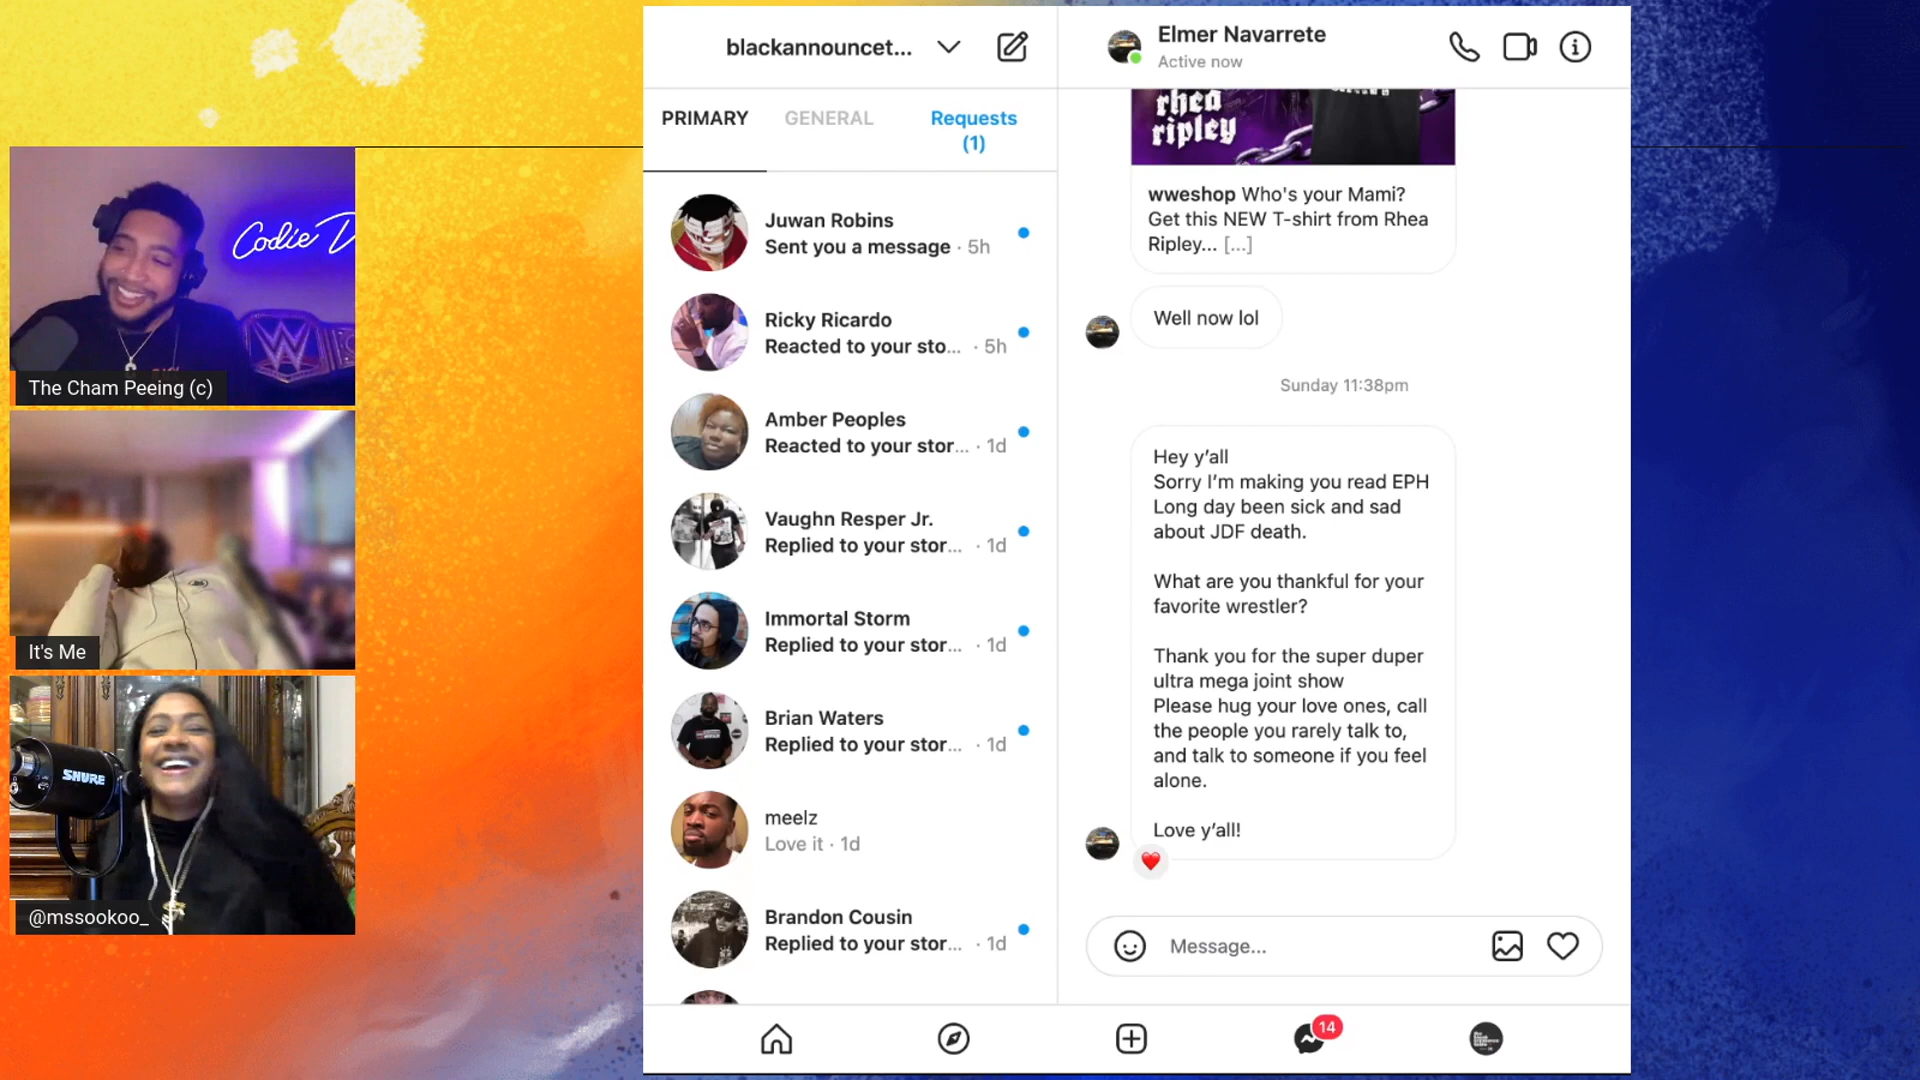 Codie D
The Cham Peeing (c)
It's Me
SHURE
@mssookoo_
blackannouncet...
PRIMARY
GENERAL
Requests
(1)
Juwan Robins
Sent you a message · 5h
Ricky Ricardo
Reacted to your sto... · 5h
Amber Peoples
Reacted to your stor... · 1d
Vaughn Resper Jr.
Replied to your stor... · 1d
Immortal Storm
Replied to your stor... · 1d
Brian Waters
Replied to your stor... · 1d
meelz
Love it · 1d
Brandon Cousin
Replied to your stor... · 1d
Elmer Navarrete
Active now
rhea
ripley
wweshop Who's your Mami?
Get this NEW T-shirt from Rhea
Ripley... [...]
Well now lol
Sunday 11:38pm
Hey y’all
Sorry I’m making you read EPH
Long day been sick and sad
about JDF death.
What are you thankful for your
favorite wrestler?
Thank you for the super duper
ultra mega joint show
Please hug your love ones, call
the people you rarely talk to,
and talk to someone if you feel
alone.
Love y’all!
Message...
14